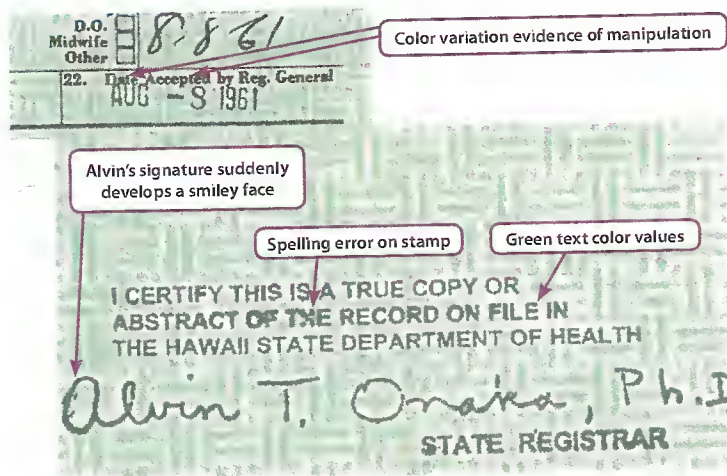 D.O.
Midwife
Other
8-8-61
Color variation evidence of manipulation
22. Date Accepted by Reg. General
AUG -8 1961
Alvin's signature suddenly
develops a smiley face
Spelling error on stamp
Green text color values
I CERTIFY THIS IS A TRUE COPY OR
ABSTRACT OF TXE RECORD ON FILE IN
THE HAWAII STATE DEPARTMENT OF HEALTH
Alvin T. Onaka, Ph.D
STATE REGISTRAR